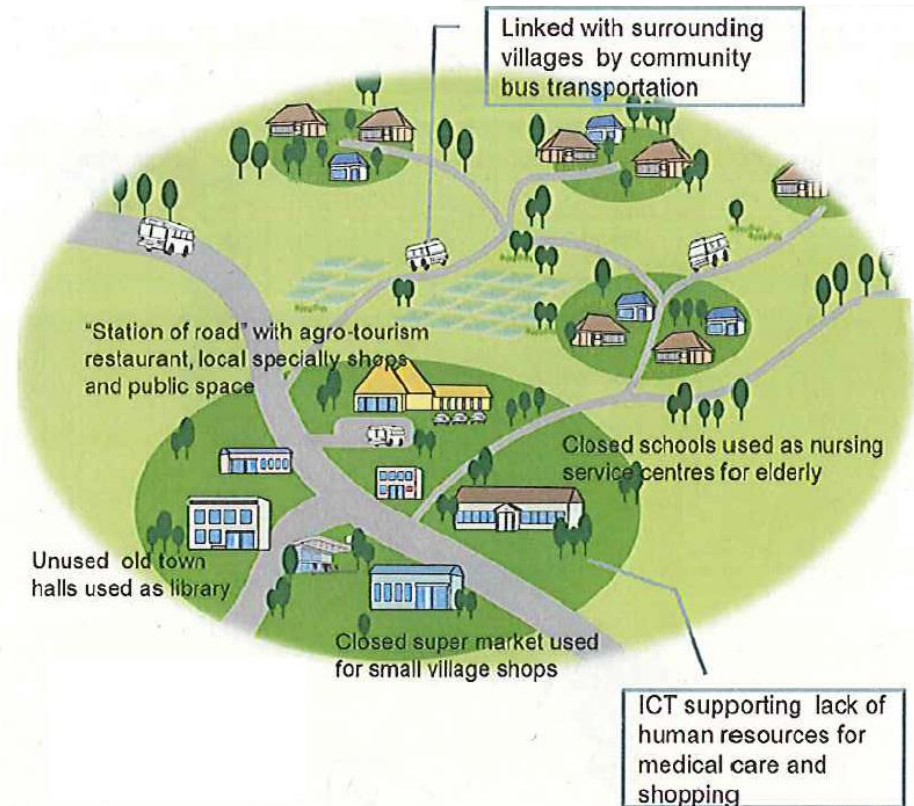 Linked with surrounding
villages by community
bus transportation
"Station of road" with agro-tourism
restaurant, local specialty shops
and public space
Closed schools used as nursing
service centres for elderly
Unused old town
halls used as library
Closed super market used
for small village shops
ICT supporting lack of
human resources for
medical care and
shopping